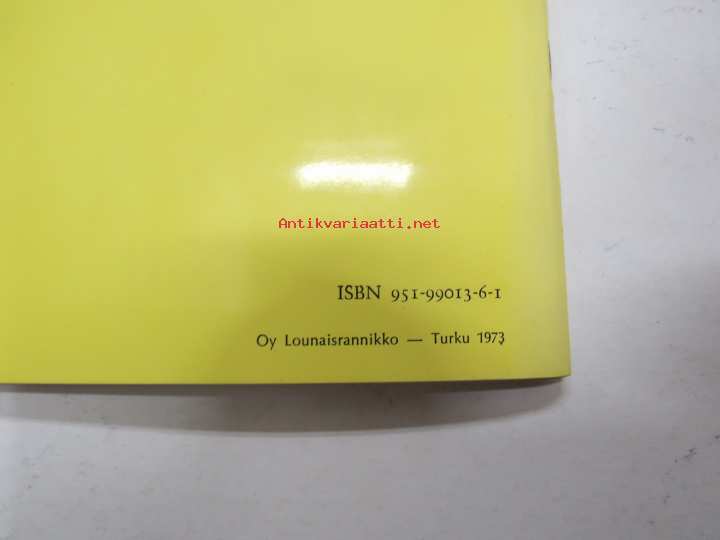 Antikvariaatti.net
ISBN 951-99013-6-1
Oy Lounaisrannikko — Turku 1973